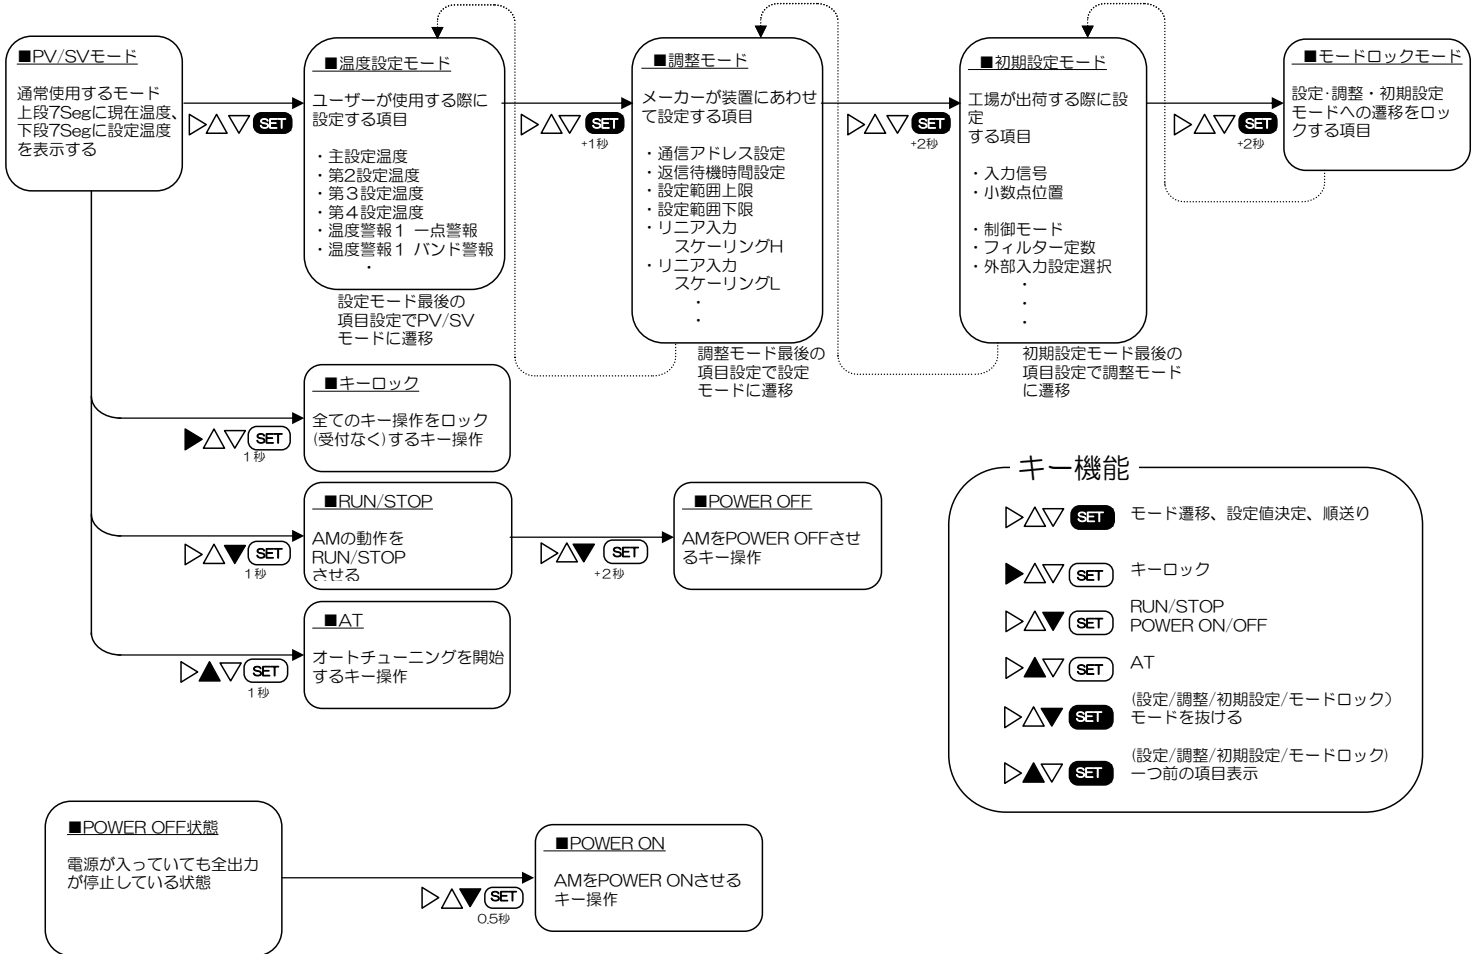 ■PV/SVモード
通常使用するモード
上段7Segに現在温度、
下段7Segに設定温度
を表示する
▷△▽ SET
■温度設定モード
ユーザーが使用する際に
設定する項目
・主設定温度
・第2設定温度
・第3設定温度
・第4設定温度
・温度警報1 一点警報
・温度警報1 バンド警報
・
設定モード最後の
項目設定でPV/SV
モードに遷移
▷△▽ SET
+1秒
■調整モード
メーカーが装置にあわせ
て設定する項目
・通信アドレス設定
・返信待機時間設定
・設定範囲上限
・設定範囲下限
・リニア入力
スケーリングH
・リニア入力
スケーリングL
・
・
調整モード最後の
項目設定で設定
モードに遷移
▷△▽ SET
+2秒
■初期設定モード
工場が出荷する際に設
定
する項目
・入力信号
・小数点位置
・制御モード
・フィルター定数
・外部入力設定選択
・
・
・
初期設定モード最後の
項目設定で調整モード
に遷移
▷△▽ SET
+2秒
■モードロックモード
設定・調整・初期設定
モードへの遷移をロッ
クする項目
▶△▽ SET
1秒
■キーロック
全てのキー操作をロック
(受付なく)するキー操作
▷△▼ SET
1秒
■RUN/STOP
AMの動作を
RUN/STOP
させる
▷△▼ SET
+2秒
■POWER OFF
AMをPOWER OFFさせ
るキー操作
▷▲▽ SET
1秒
■AT
オートチューニングを開始
するキー操作
キー機能
▷△▽ SET モード遷移、設定値決定、順送り
▶△▽ SET キーロック
▷△▼ SET RUN/STOP
POWER ON/OFF
▷▲▽ SET AT
▷△▼ SET (設定/調整/初期設定/モードロック)
モードを抜ける
▷▲▽ SET (設定/調整/初期設定/モードロック)
一つ前の項目表示
■POWER OFF状態
電源が入っていても全出力
が停止している状態
▷△▼ SET
0.5秒
■POWER ON
AMをPOWER ONさせる
キー操作